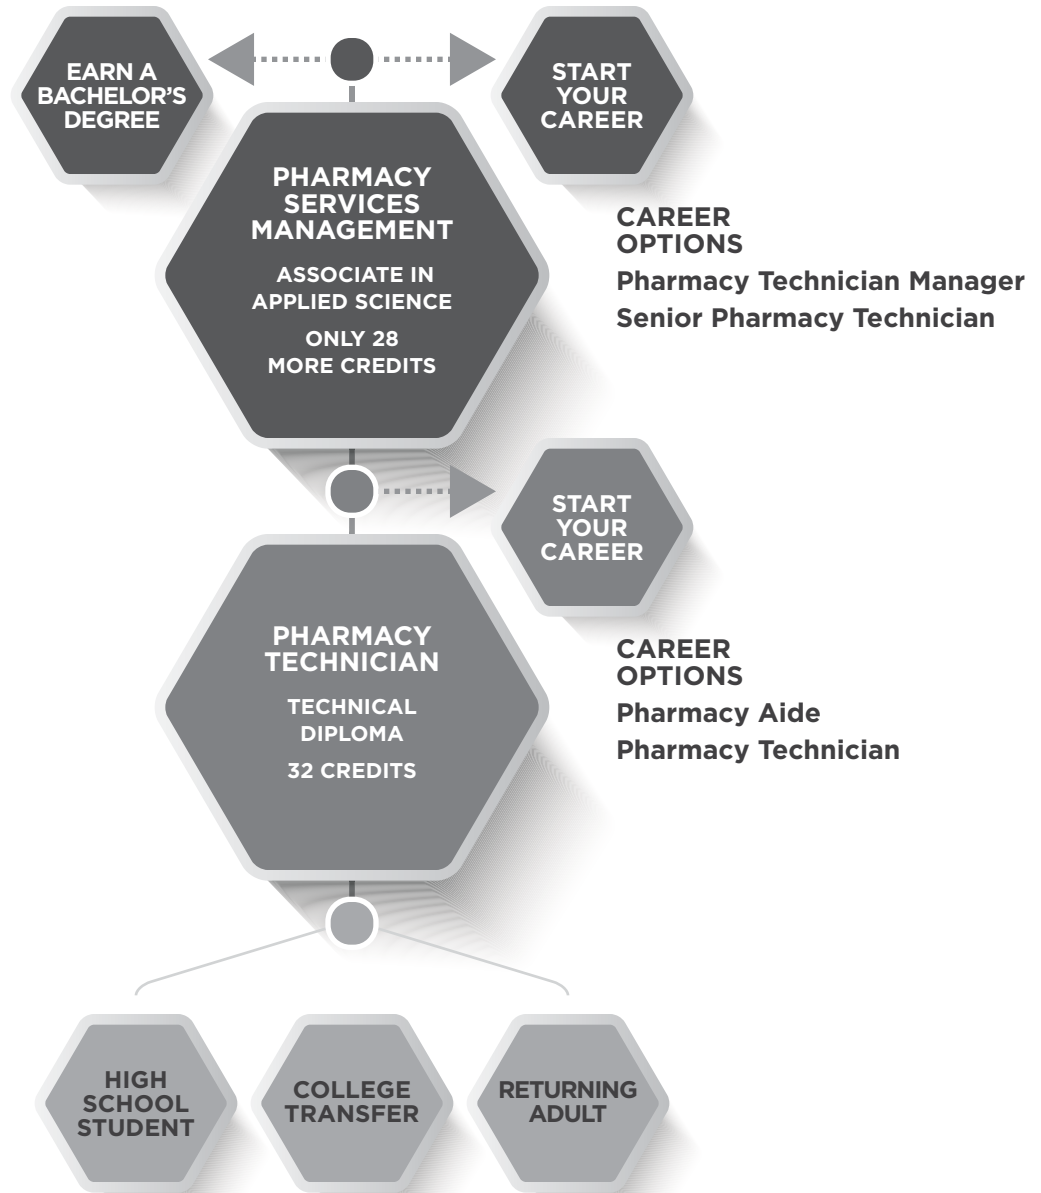 EARN A
BACHELOR'S
DEGREE
START
YOUR
CAREER
PHARMACY
SERVICES
MANAGEMENT
ASSOCIATE IN
APPLIED SCIENCE
ONLY 28
MORE CREDITS
CAREER
OPTIONS
Pharmacy Technician Manager
Senior Pharmacy Technician
START
YOUR
CAREER
PHARMACY
TECHNICIAN
TECHNICAL
DIPLOMA
32 CREDITS
CAREER
OPTIONS
Pharmacy Aide
Pharmacy Technician
HIGH
SCHOOL
STUDENT
COLLEGE
TRANSFER
RETURNING
ADULT